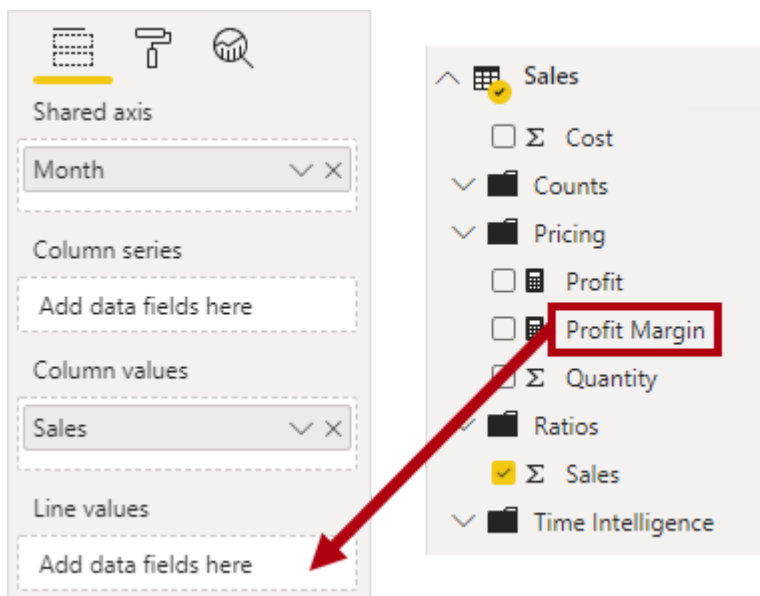 Shared axis
Month
Column series
Add data fields here
Column values
Sales
Line values
Add data fields here
Sales
Σ Cost
Counts
Pricing
Profit
Profit Margin
Σ Quantity
Ratios
Σ Sales
Time Intelligence